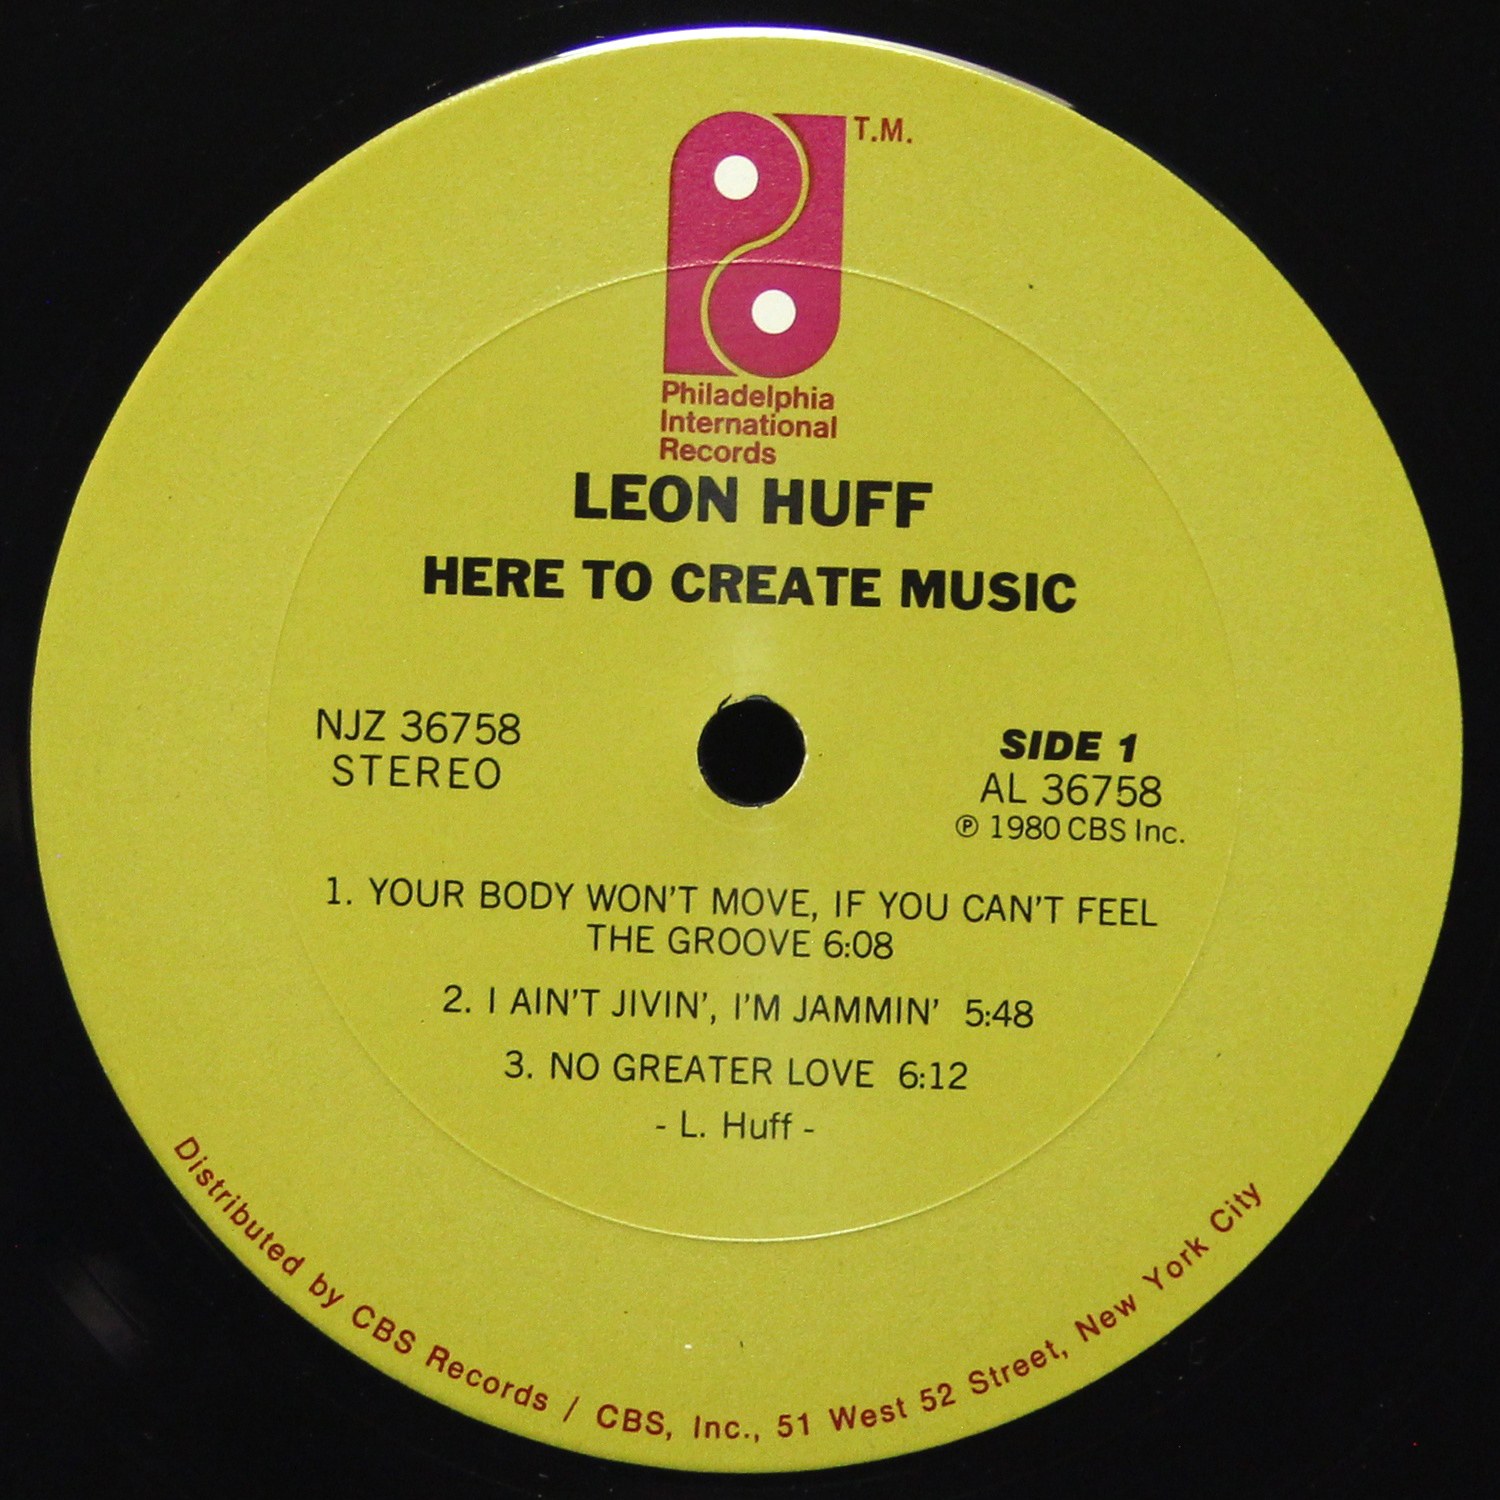 T.M.
Philadelphia
International
Records
LEON HUFF
HERE TO CREATE MUSIC
NJZ 36758
STEREO
SIDE 1
AL 36758
℗ 1980 CBS Inc.
1. YOUR BODY WON'T MOVE, IF YOU CAN'T FEEL
THE GROOVE 6:08
2. I AIN'T JIVIN', I'M JAMMIN' 5:48
3. NO GREATER LOVE 6:12
- L. Huff -
Distributed by CBS Records / CBS, Inc., 51 West 52 Street, New York City